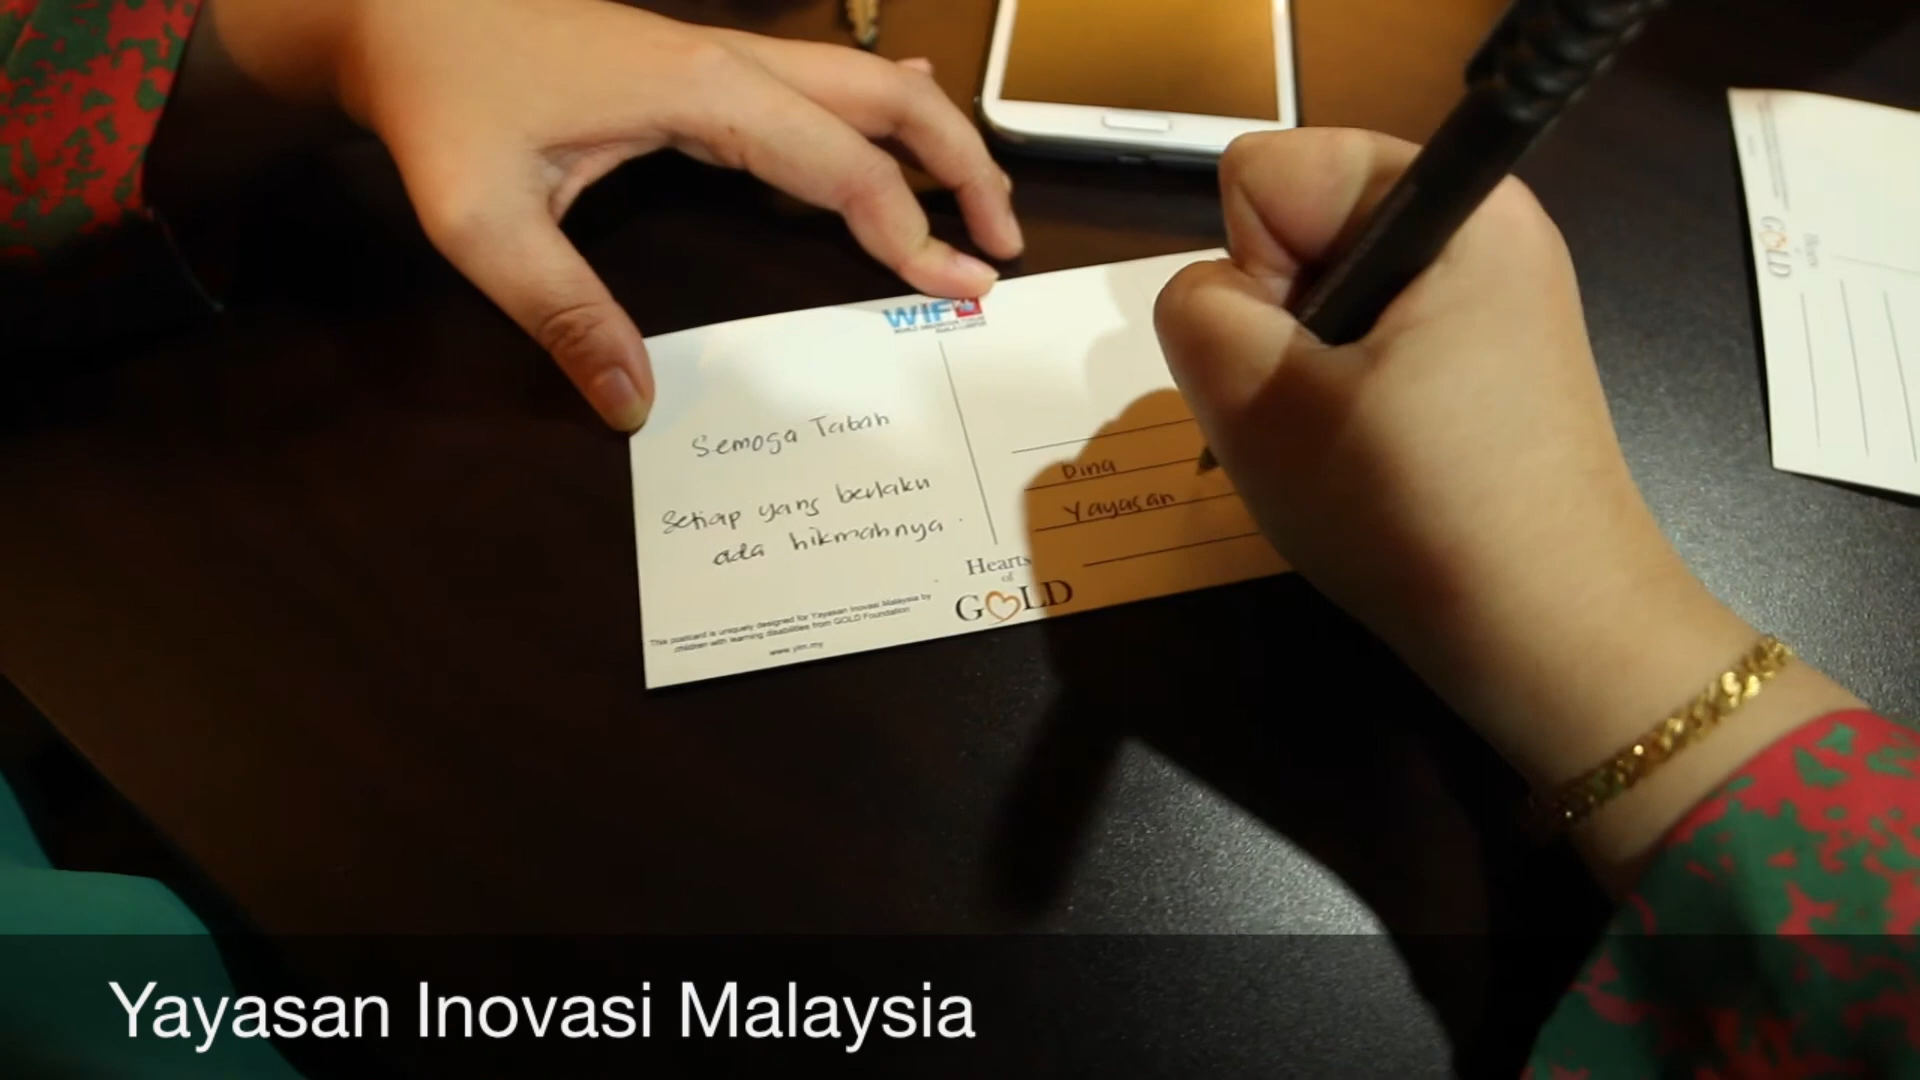 WIF
Semoga Tabah
Setiap yang berlaku
ada hikmahnya.
Dina
Yayasan
Hearts
of
GOLD
This postcard is uniquely designed for Yayasan Inovasi Malaysia by
children with learning disabilities from GOLD Foundation
www.yim.my
GOLD
Yayasan Inovasi Malaysia